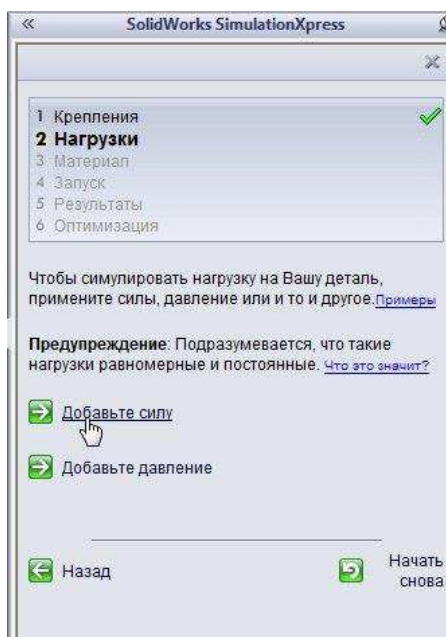 SolidWorks SimulationXpress
1 Крепления
2 Нагрузки
3 Материал
4 Запуск
5 Результаты
6 Оптимизация
Чтобы симулировать нагрузку на Вашу деталь,
примените силы, давление или и то и другое. Примеры
Предупреждение: Подразумевается, что такие
нагрузки равномерные и постоянные. Что это значит?
Добавьте силу
Добавьте давление
Назад
Начать
снова